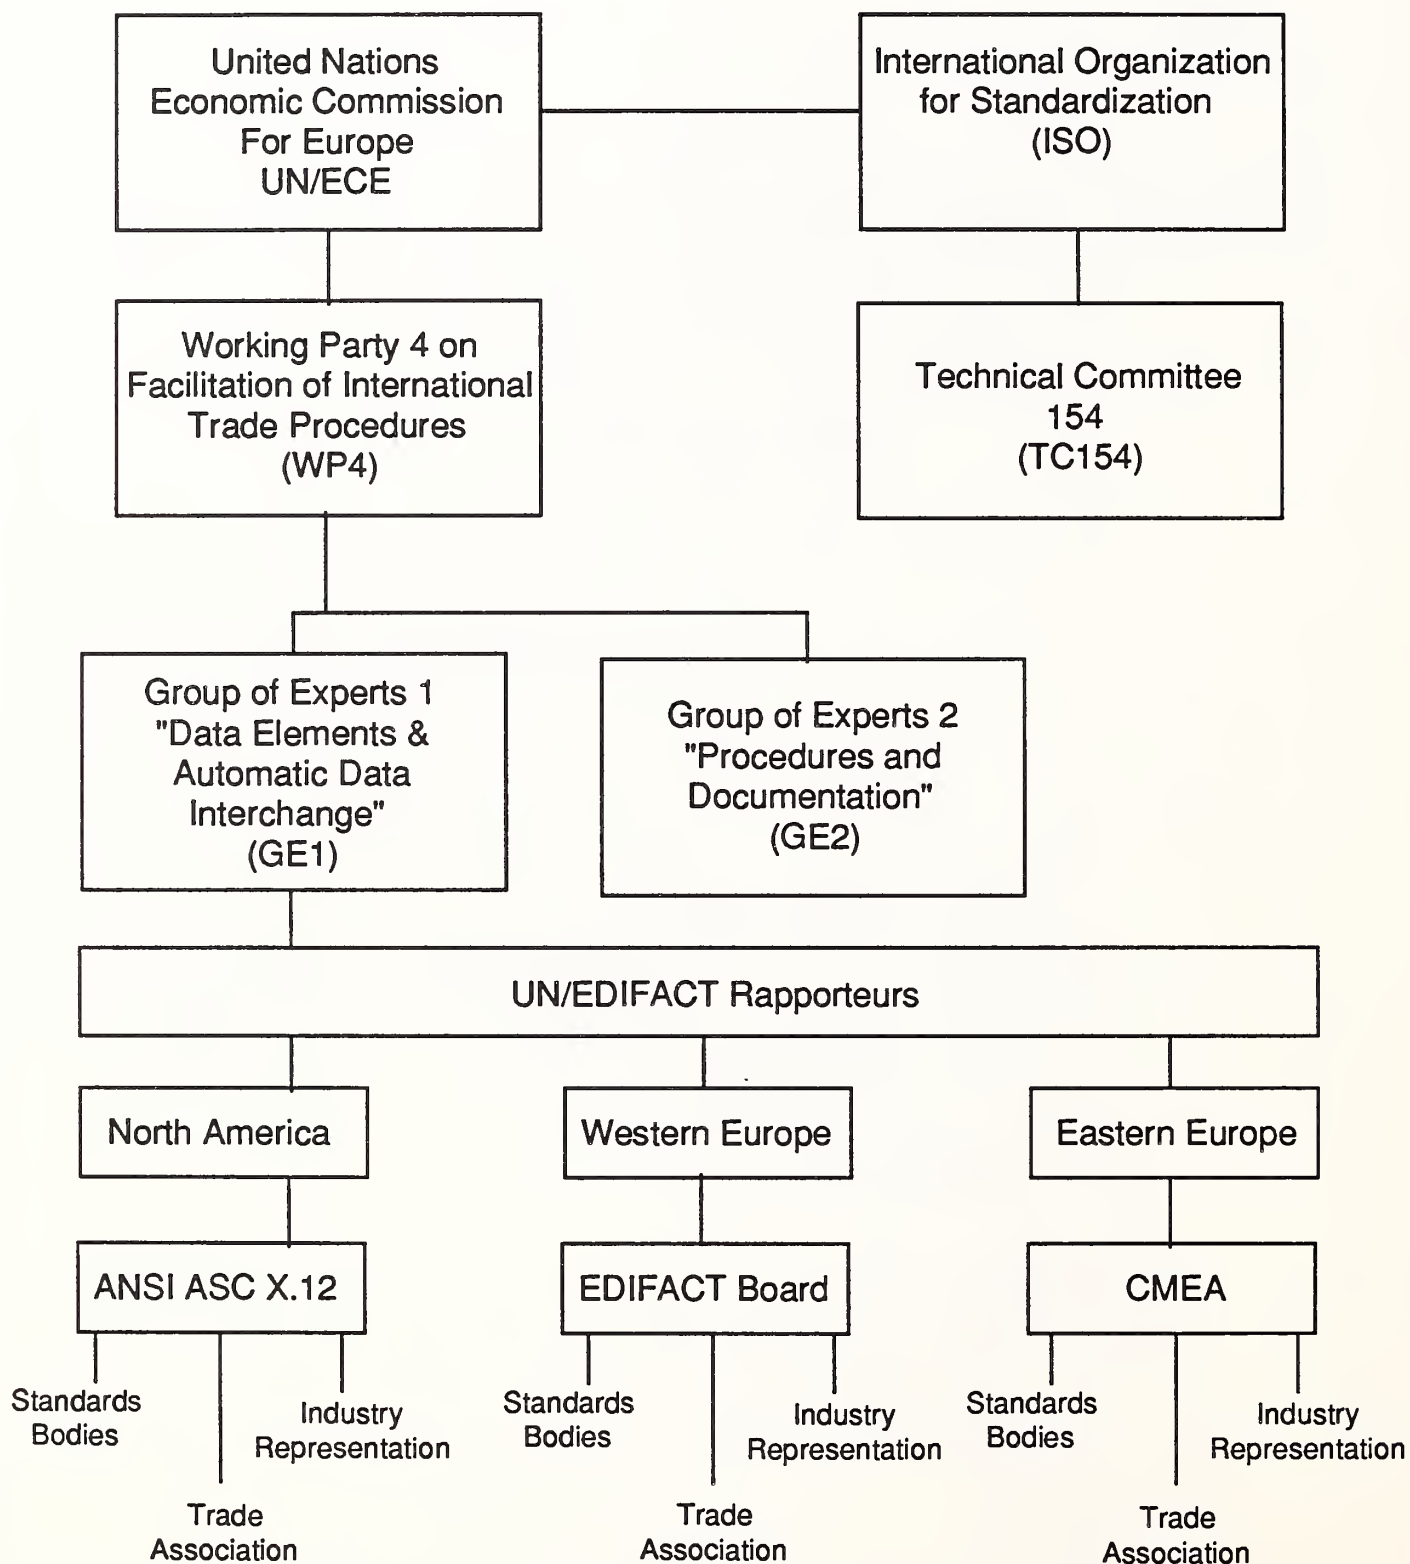 United Nations
Economic Commission
For Europe
UN/ECE
International Organization
for Standardization
(ISO)
Working Party 4 on
Facilitation of International
Trade Procedures
(WP4)
Technical Committee
154
(TC154)
Group of Experts 1
"Data Elements &
Automatic Data
Interchange"
(GE1)
Group of Experts 2
"Procedures and
Documentation"
(GE2)
UN/EDIFACT Rapporteurs
North America
Western Europe
Eastern Europe
ANSI ASC X.12
EDIFACT Board
CMEA
Standards
Bodies
Trade
Association
Industry
Representation
Standards
Bodies
Trade
Association
Industry
Representation
Standards
Bodies
Trade
Association
Industry
Representation